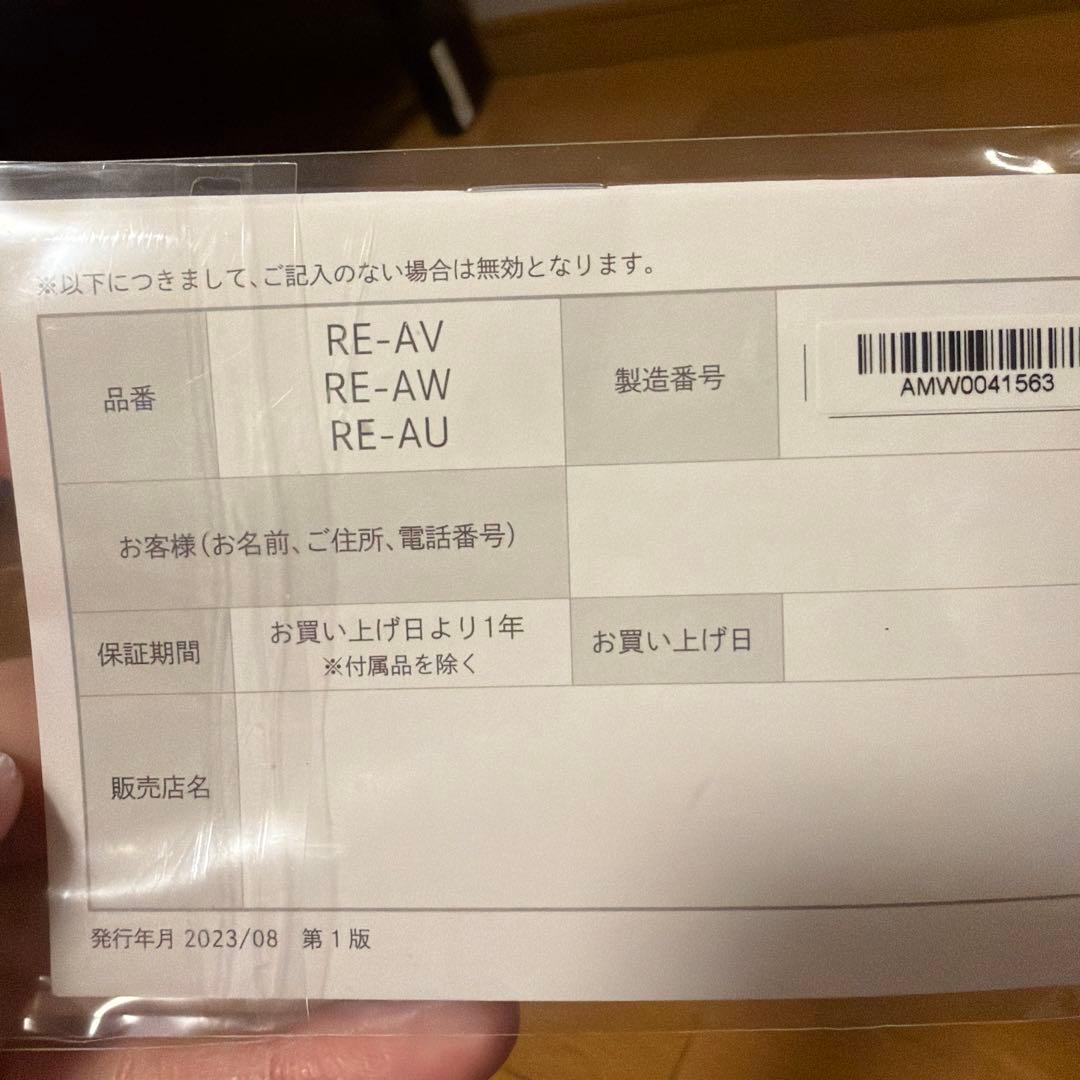 ※以下につきまして、ご記入のない場合は無効となります。
品番
RE-AV
RE-AW
RE-AU
製造番号
AMW0041563
お客様(お名前、ご住所、電話番号)
保証期間
お買い上げ日より1年
※付属品を除く
お買い上げ日
販売店名
発行年月 2023/08 第1版